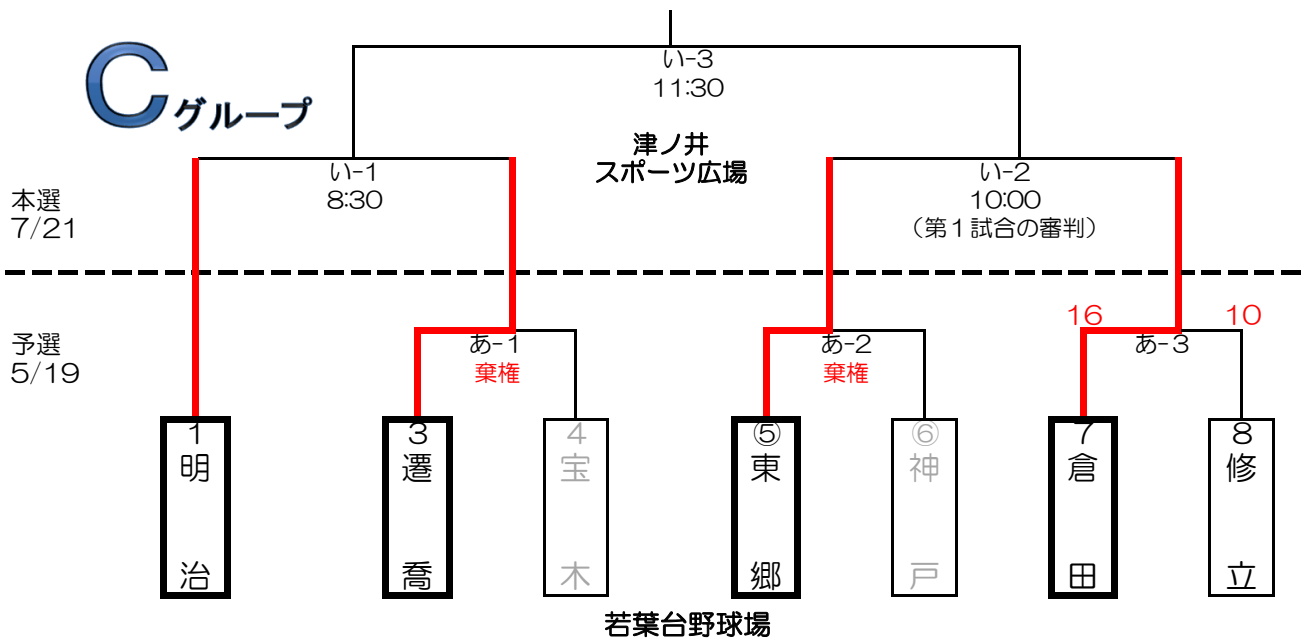 い-3
11:30
Cグループ
津ノ井
スポーツ広場
い-1
8:30
い-2
10:00
（第１試合の審判）
本選
7/21
16
10
予選
5/19
あ-1
棄権
あ-2
棄権
あ-3
1
明治
3
遷喬
4
宝木
⑤
東郷
⑥
神戸
7
倉田
8
修立
若葉台野球場